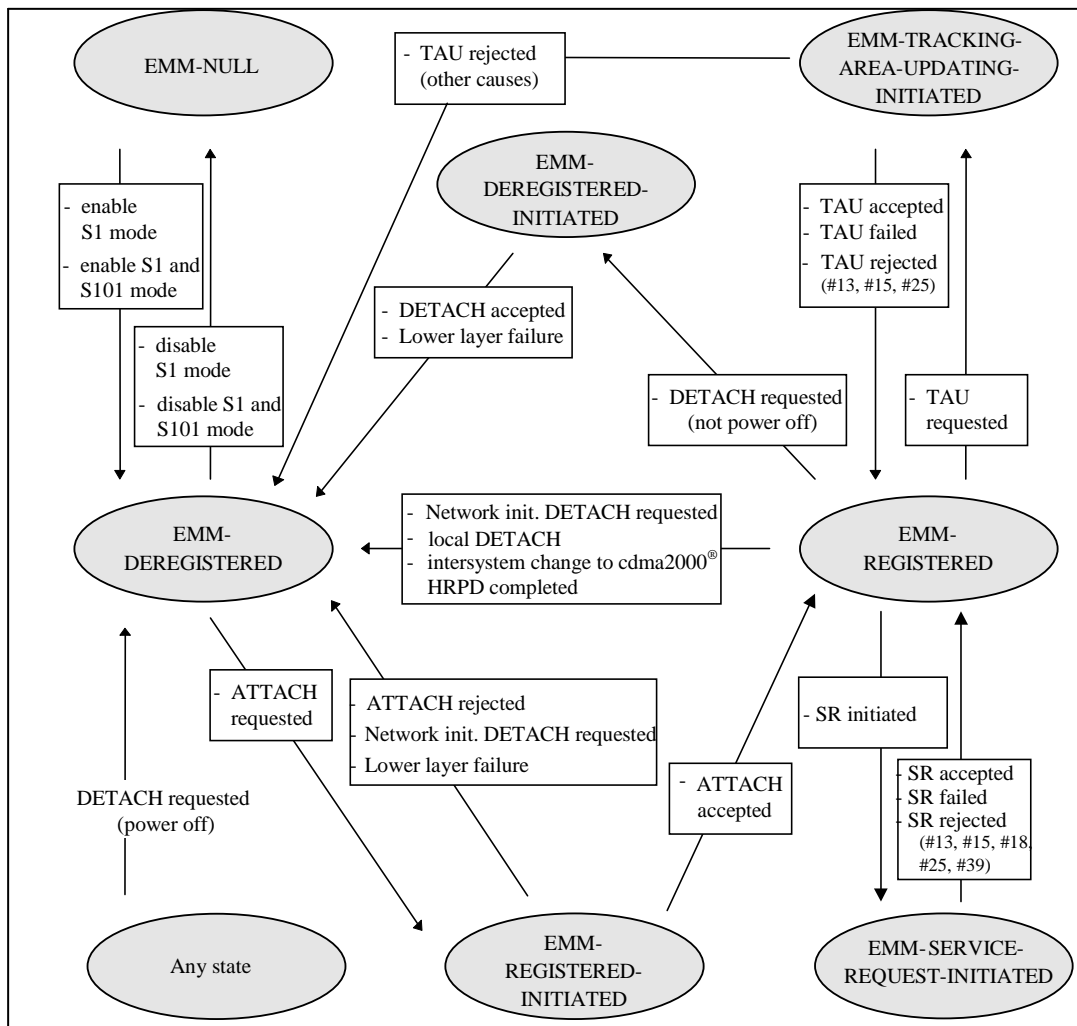 EMM-NULL
- TAU rejected
(other causes)
EMM-TRACKING-
AREA-UPDATING-
INITIATED
EMM-
DEREGISTERED-
INITIATED
- enable
S1 mode
- enable S1 and
S101 mode
- TAU accepted
- TAU failed
- TAU rejected
(#13, #15, #25)
- DETACH accepted
- Lower layer failure
- disable
S1 mode
- disable S1 and
S101 mode
- DETACH requested
(not power off)
- TAU
requested
EMM-
DEREGISTERED
- Network init. DETACH requested
- local DETACH
- intersystem change to cdma2000®
HRPD completed
EMM-
REGISTERED
- ATTACH
requested
- ATTACH rejected
- Network init. DETACH requested
- Lower layer failure
- SR initiated
DETACH requested
(power off)
- ATTACH
accepted
- SR accepted
- SR failed
- SR rejected
(#13, #15, #18,
#25, #39)
Any state
EMM-
REGISTERED-
INITIATED
EMM-SERVICE-
REQUEST-INITIATED